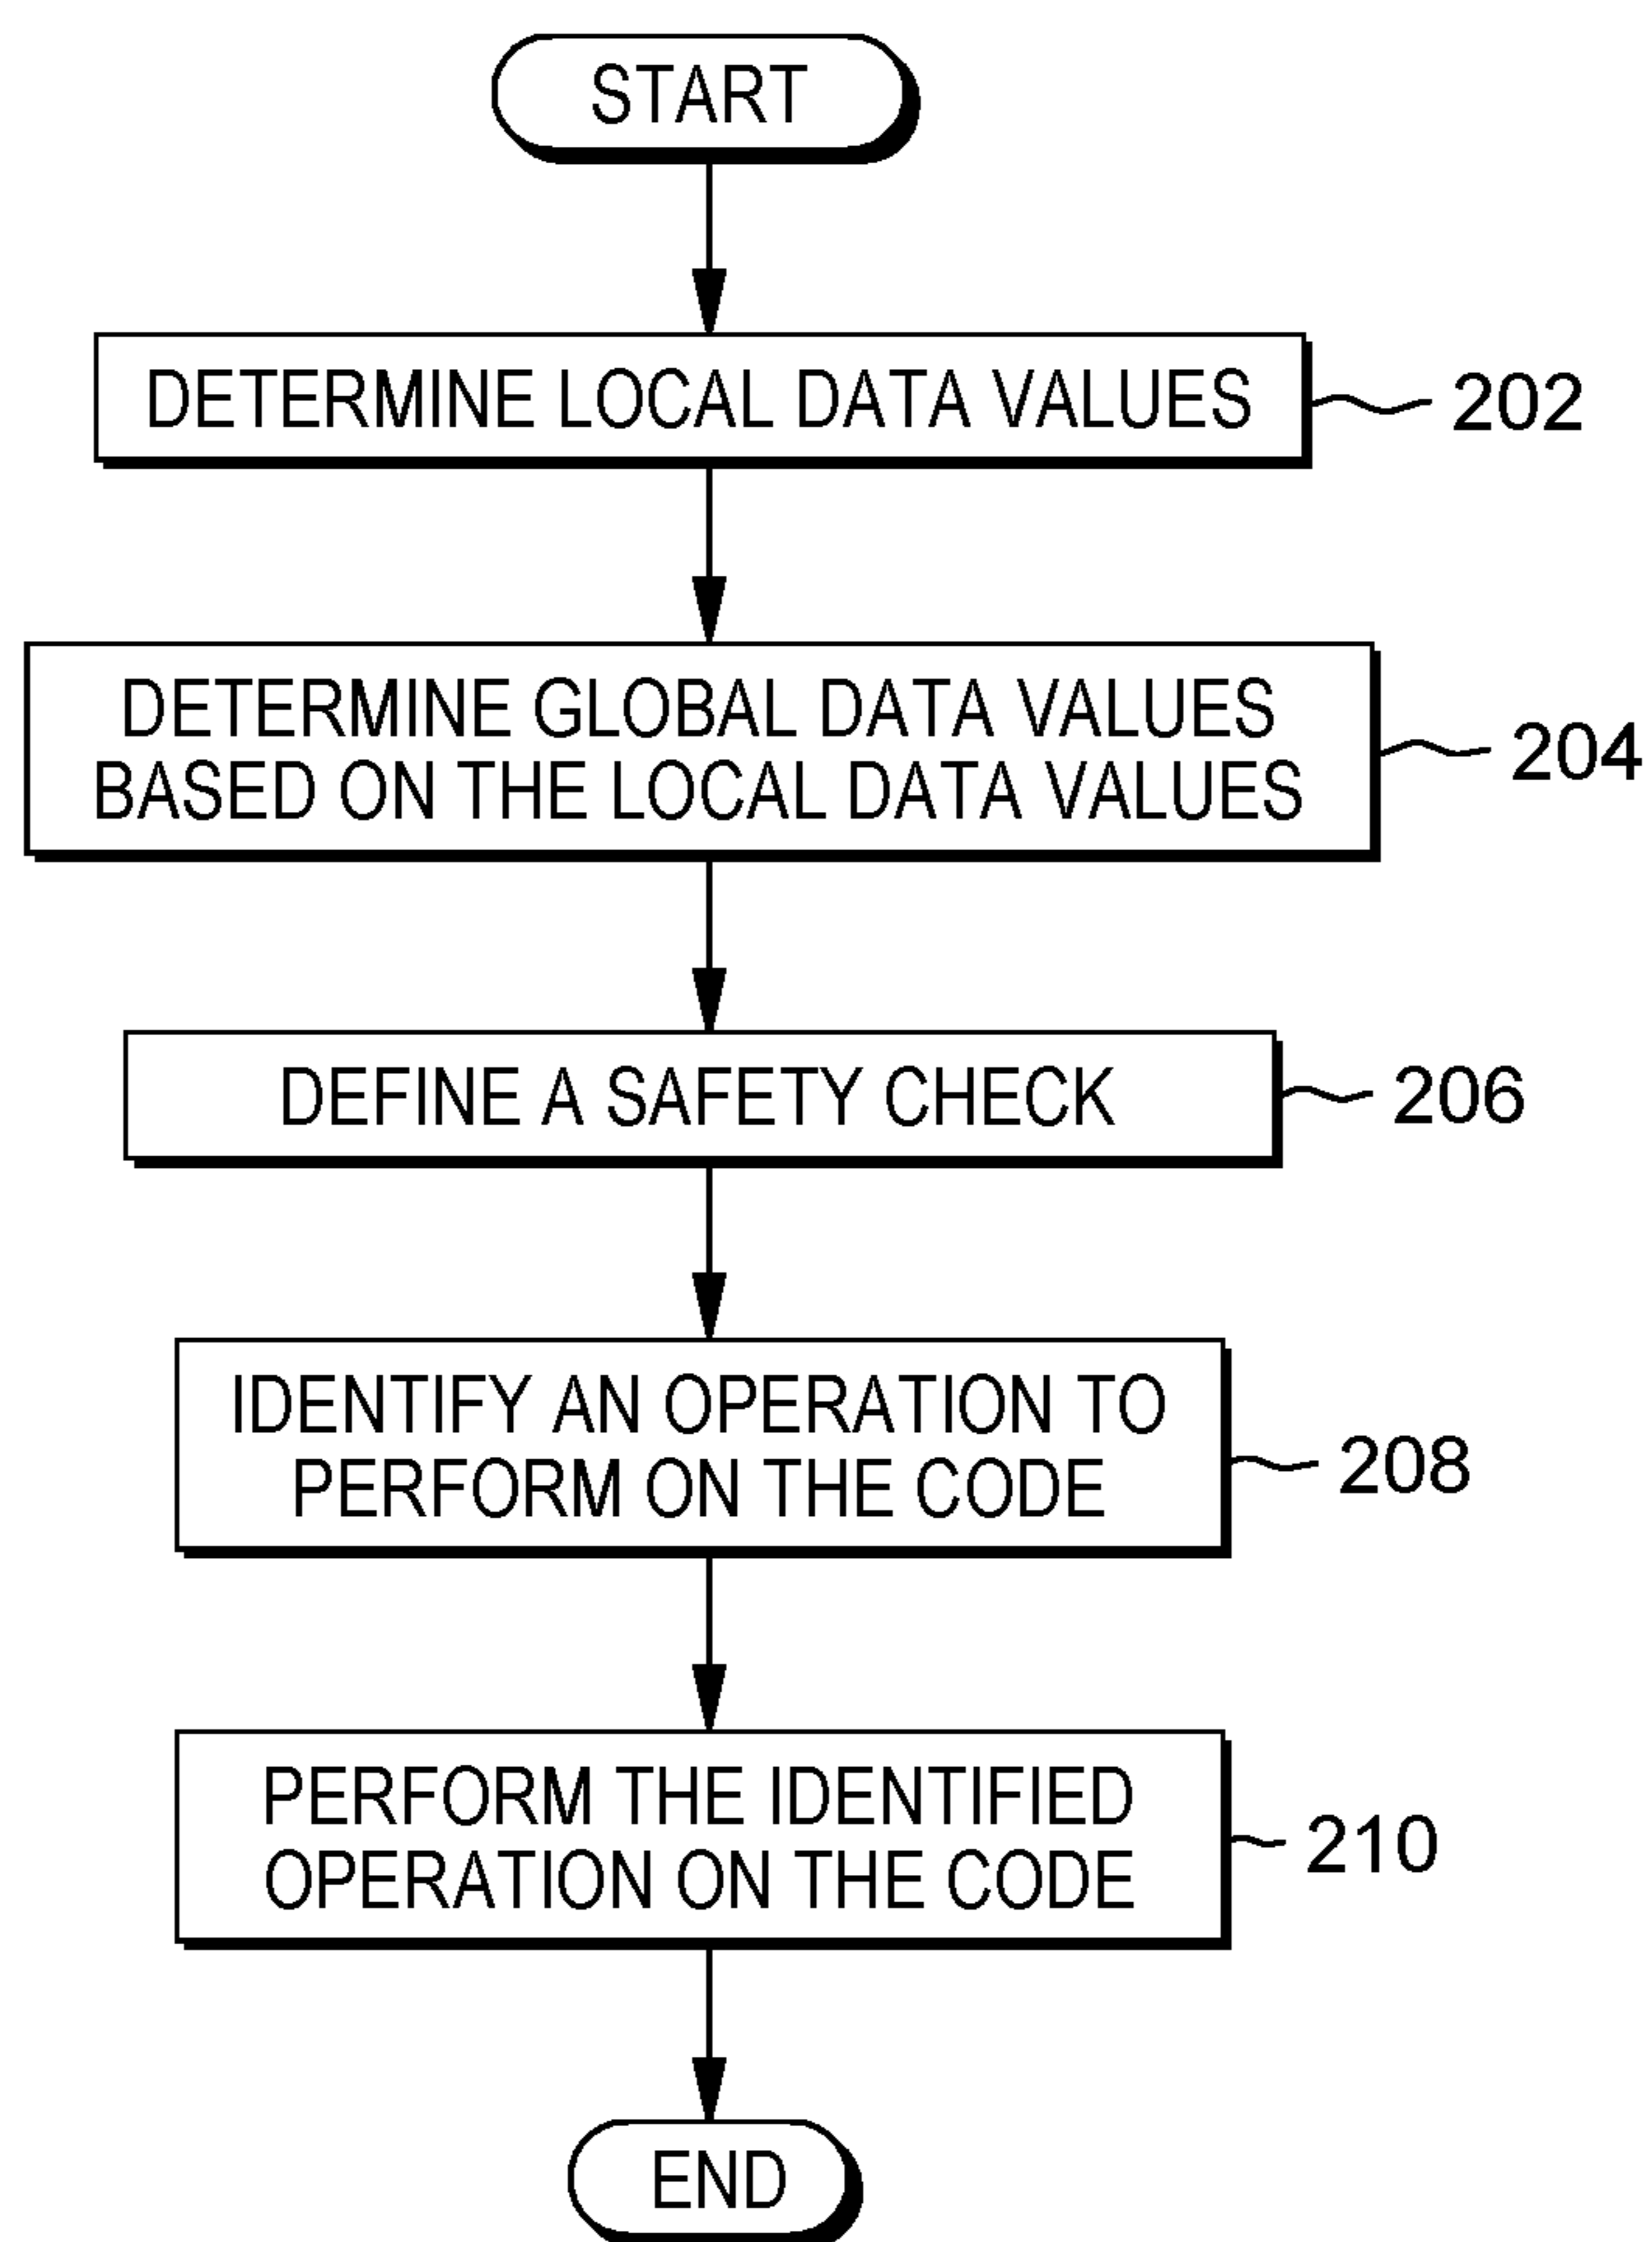 START
DETERMINE LOCAL DATA VALUES
202
DETERMINE GLOBAL DATA VALUES
BASED ON THE LOCAL DATA VALUES
204
DEFINE A SAFETY CHECK
206
IDENTIFY AN OPERATION TO
PERFORM ON THE CODE
208
PERFORM THE IDENTIFIED
OPERATION ON THE CODE
210
END